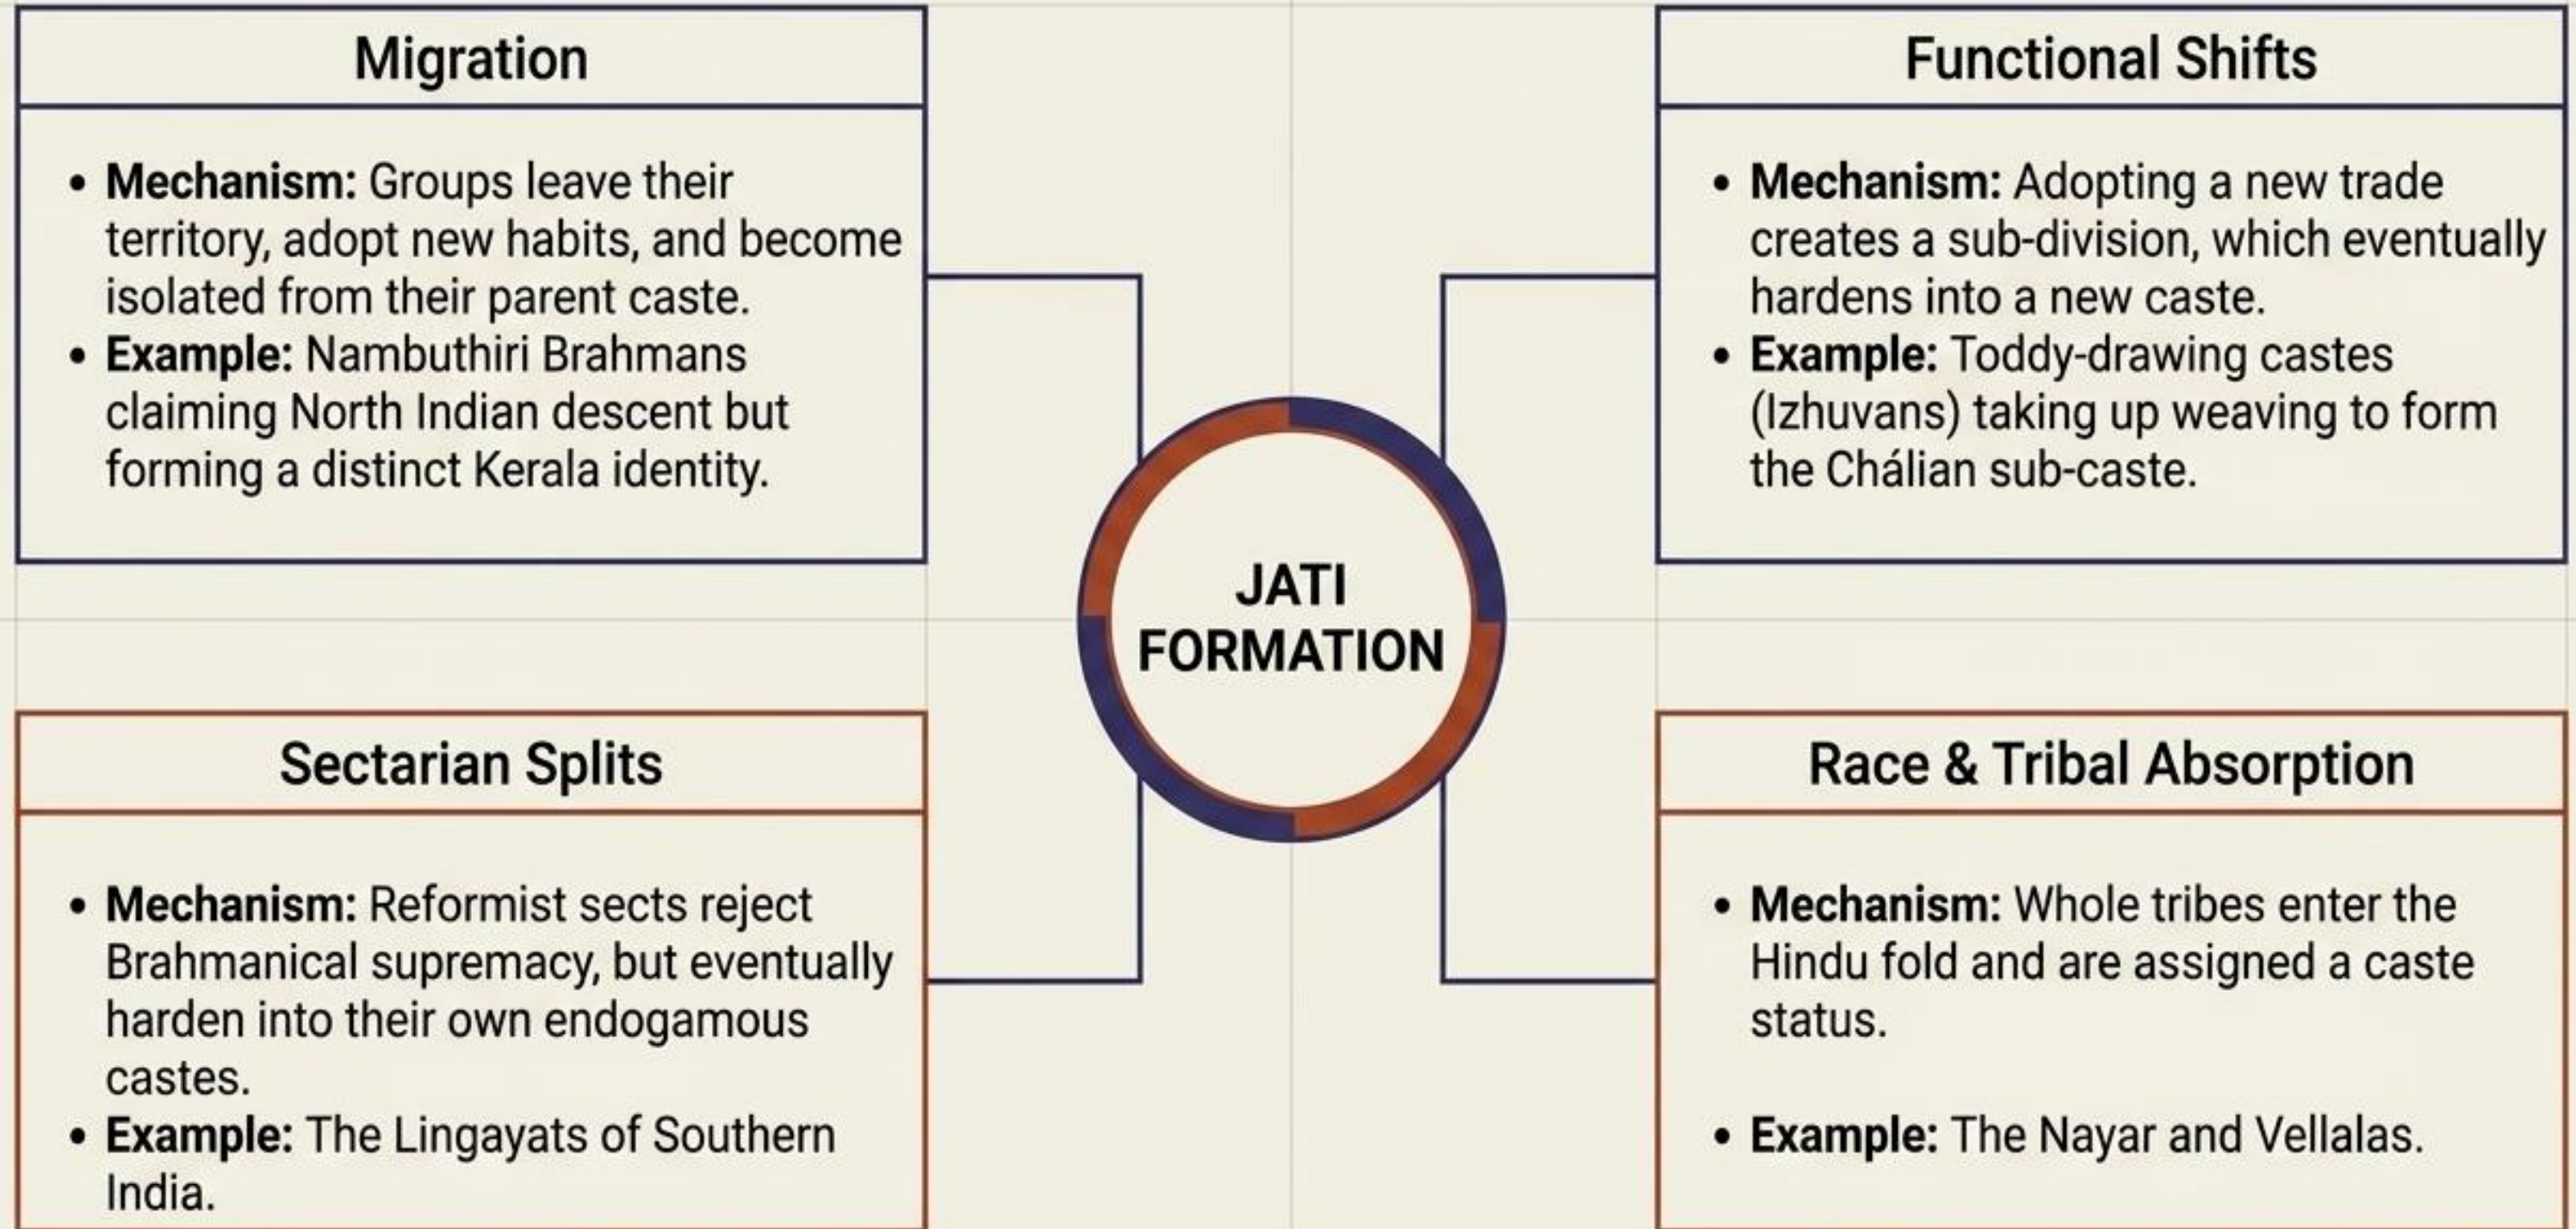 Migration
• Mechanism: Groups leave their
territory, adopt new habits, and become
isolated from their parent caste.
• Example: Nambuthiri Brahmans
claiming North Indian descent but
forming a distinct Kerala identity.
Functional Shifts
• Mechanism: Adopting a new trade
creates a sub-division, which eventually
hardens into a new caste.
• Example: Toddy-drawing castes
(Izhuvans) taking up weaving to form
the Chálian sub-caste.
JATI
FORMATION
Sectarian Splits
• Mechanism: Reformist sects reject
Brahmanical supremacy, but eventually
harden into their own endogamous
castes.
• Example: The Lingayats of Southern
India.
Race & Tribal Absorption
• Mechanism: Whole tribes enter the
Hindu fold and are assigned a caste
status.
• Example: The Nayar and Vellalas.